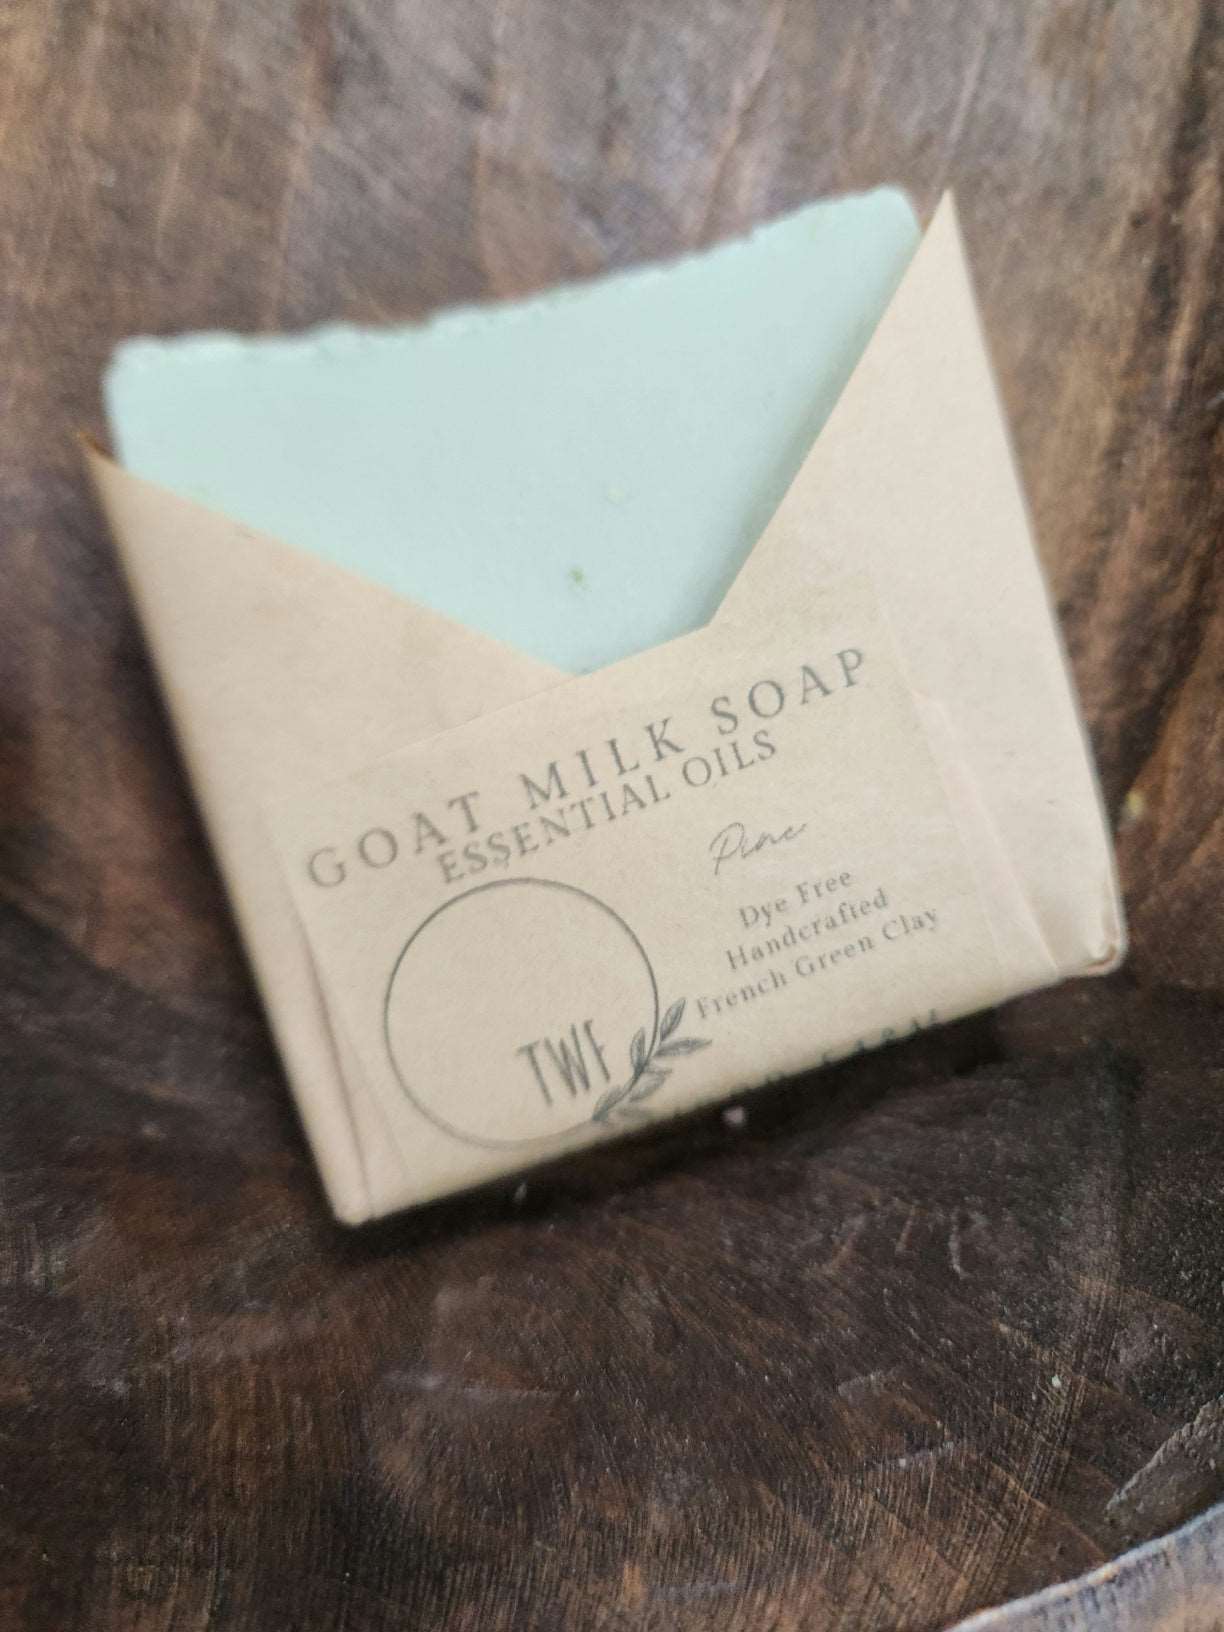 GOAT MILK SOAP
ESSENTIAL OILS
Pine
Dye Free
Handcrafted
French Green Clay
TWF